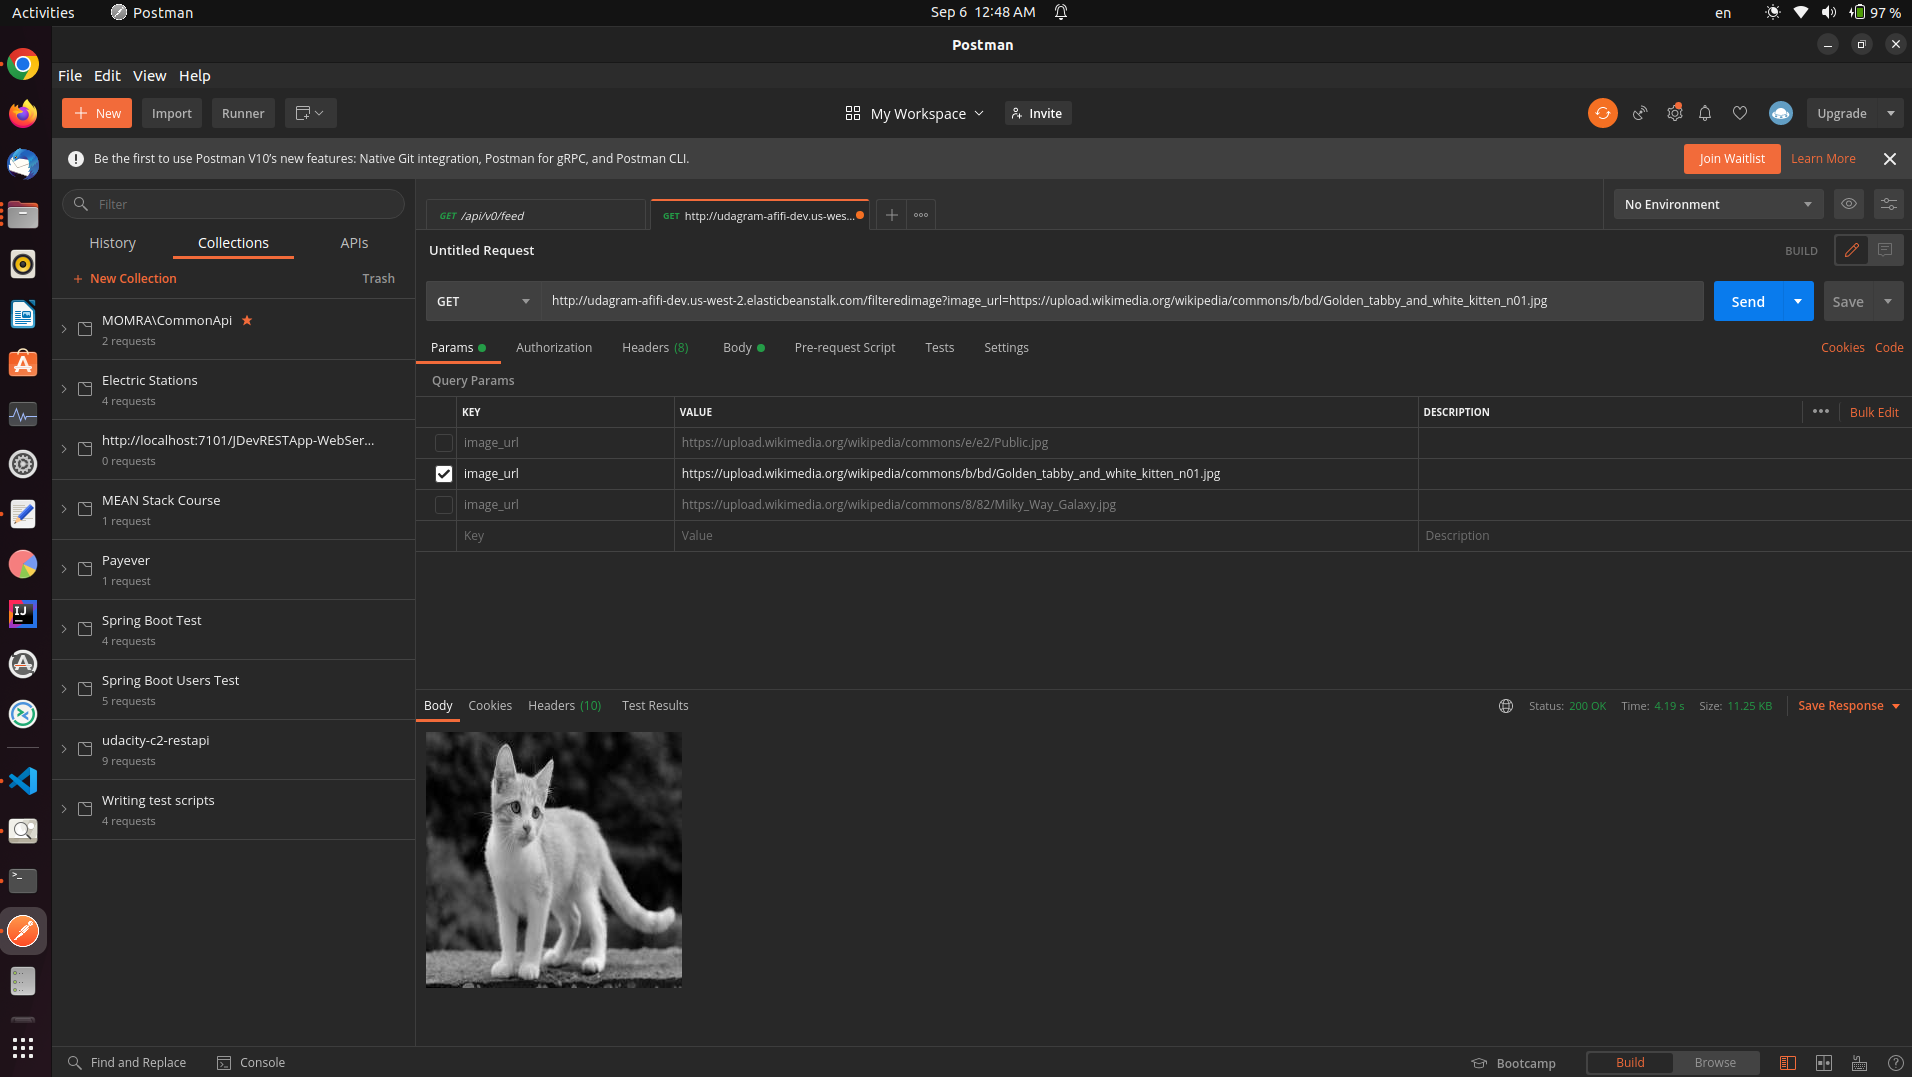 Activities
Postman
Sep 6 12:48 AM
en
97 %
Postman
File Edit View Help
+ New
Import
Runner
My Workspace
Invite
Upgrade
Be the first to use Postman V10's new features: Native Git integration, Postman for gRPC, and Postman CLI.
Join Waitlist
Learn More
Filter
History
Collections
APIs
+ New Collection
Trash
MOMRA\CommonApi
2 requests
Electric Stations
4 requests
http://localhost:7101/JDevRESTApp-WebSer...
0 requests
MEAN Stack Course
1 request
Payever
1 request
Spring Boot Test
4 requests
Spring Boot Users Test
5 requests
udacity-c2-restapi
9 requests
Writing test scripts
4 requests
GET /api/v0/feed
GET http://udagram-afifi-dev.us-wes...
No Environment
Untitled Request
BUILD
GET
http://udagram-afifi-dev.us-west-2.elasticbeanstalk.com/filteredimage?image_url=https://upload.wikimedia.org/wikipedia/commons/b/bd/Golden_tabby_and_white_kitten_n01.jpg
Send
Save
Params
Authorization
Headers (8)
Body
Pre-request Script
Tests
Settings
Cookies
Code
Query Params
KEY
VALUE
DESCRIPTION
Bulk Edit
image_url
https://upload.wikimedia.org/wikipedia/commons/e/e2/Public.jpg
image_url
https://upload.wikimedia.org/wikipedia/commons/b/bd/Golden_tabby_and_white_kitten_n01.jpg
image_url
https://upload.wikimedia.org/wikipedia/commons/8/82/Milky_Way_Galaxy.jpg
Key
Value
Description
Body
Cookies
Headers (10)
Test Results
Status: 200 OK
Time: 4.19 s
Size: 11.25 KB
Save Response
Find and Replace
Console
Bootcamp
Build
Browse